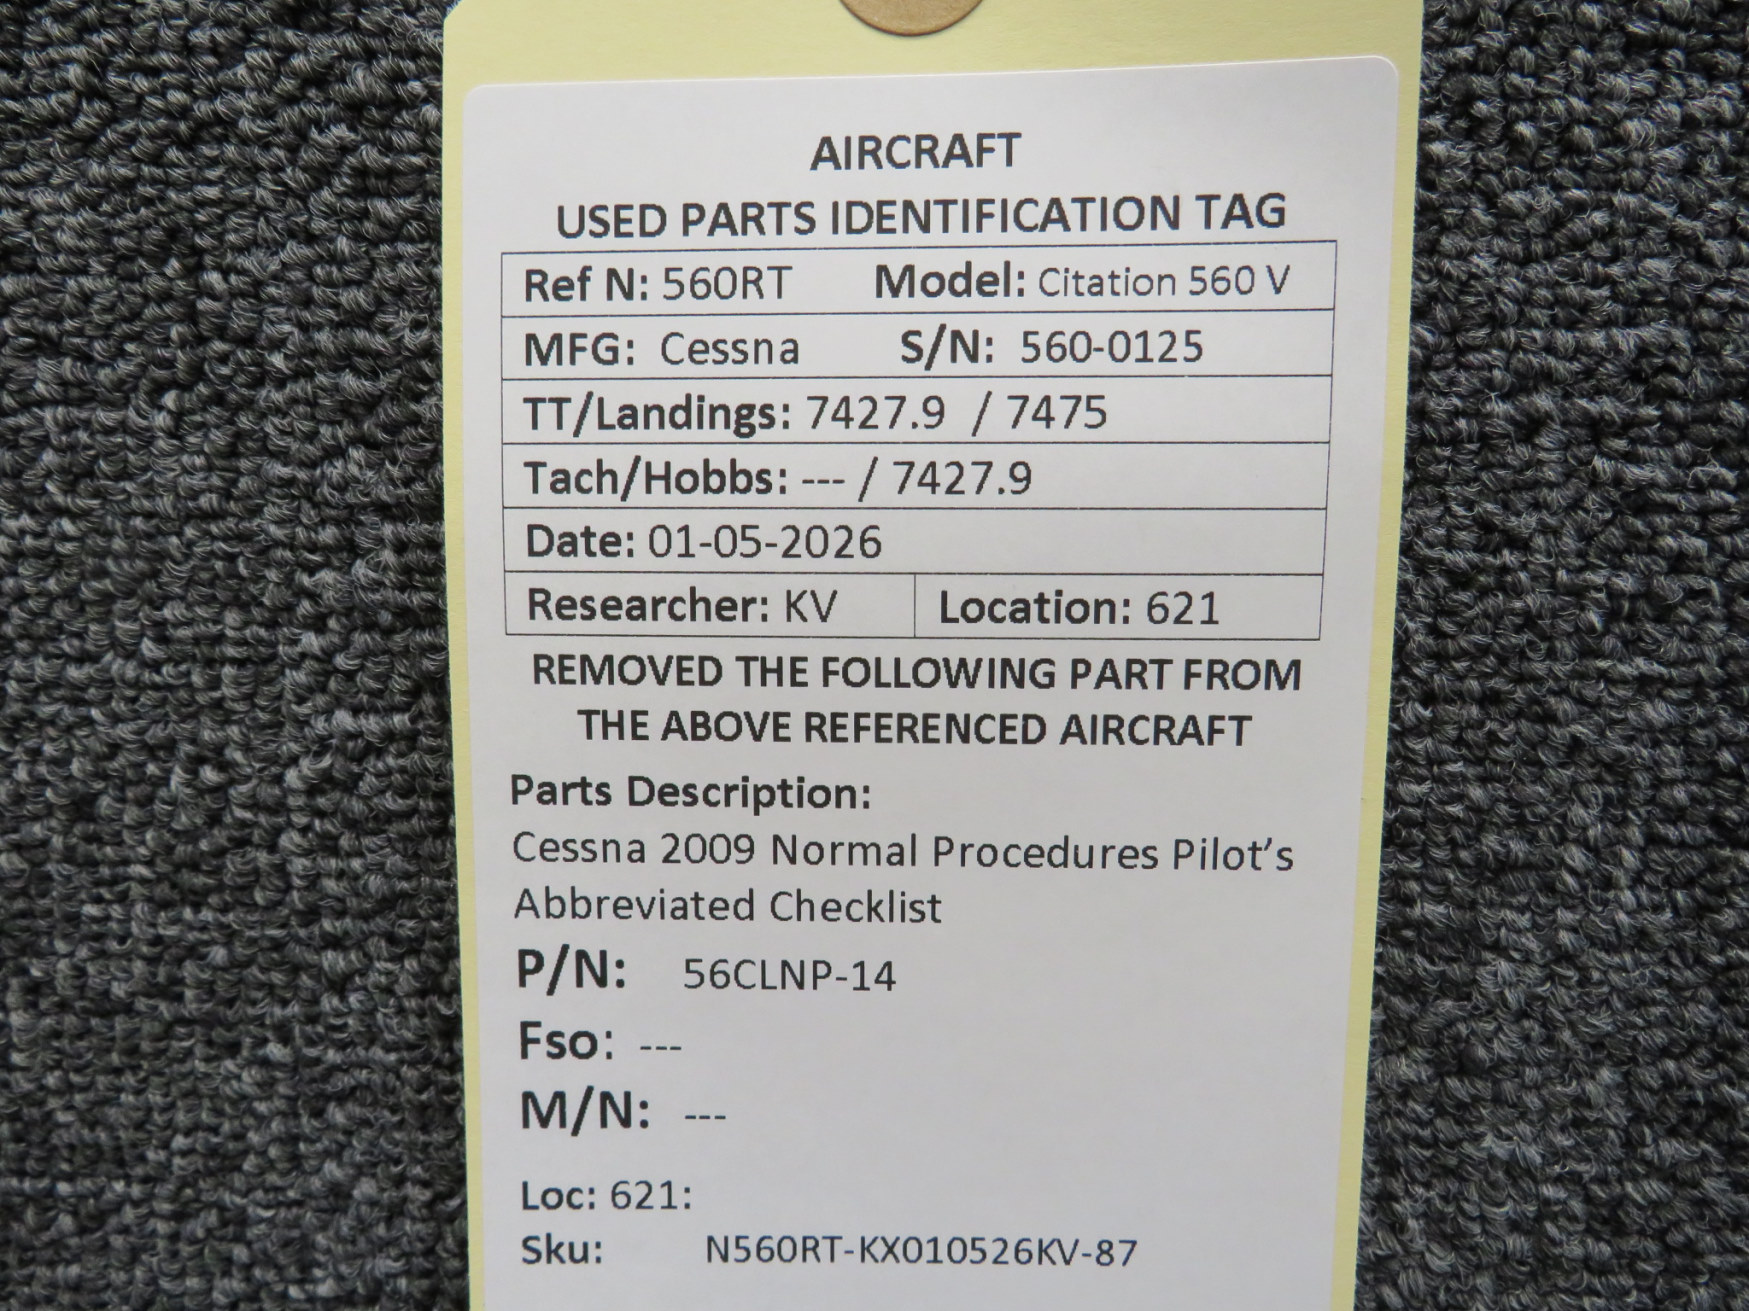 AIRCRAFT
USED PARTS IDENTIFICATION TAG
Ref N: 560RT Model: Citation 560 V
MFG: Cessna S/N: 560-0125
TT/Landings: 7427.9 / 7475
Tach/Hobbs: --- / 7427.9
Date: 01-05-2026
Researcher: KV Location: 621
REMOVED THE FOLLOWING PART FROM
THE ABOVE REFERENCED AIRCRAFT
Parts Description:
Cessna 2009 Normal Procedures Pilot’s
Abbreviated Checklist
P/N: 56CLNP-14
Fso: ---
M/N: ---
Loc: 621:
Sku: N560RT-KX010526KV-87